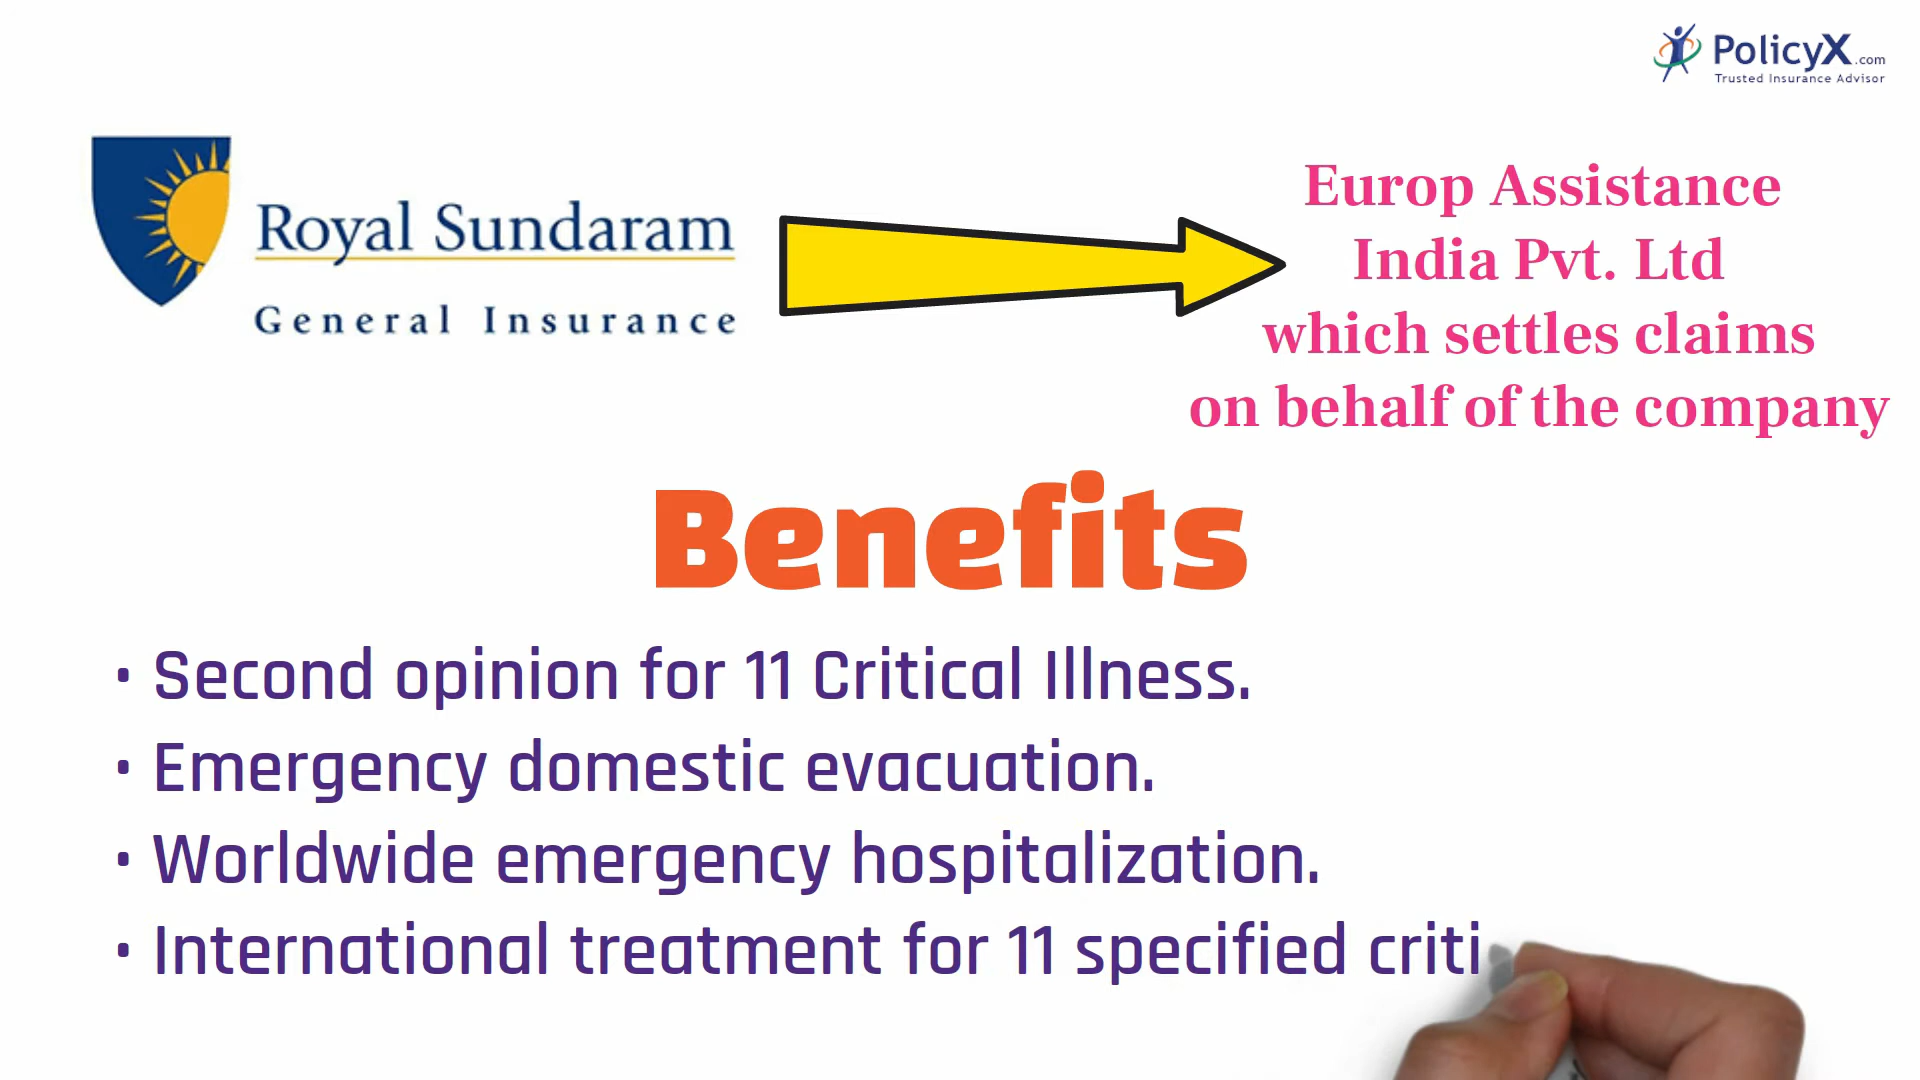 PolicyX.com
Trusted Insurance Advisor
Royal Sundaram
General Insurance
Europ Assistance
India Pvt. Ltd
which settles claims
on behalf of the company
Benefits
• Second opinion for 11 Critical Illness.
• Emergency domestic evacuation.
• Worldwide emergency hospitalization.
• International treatment for 11 specified criti